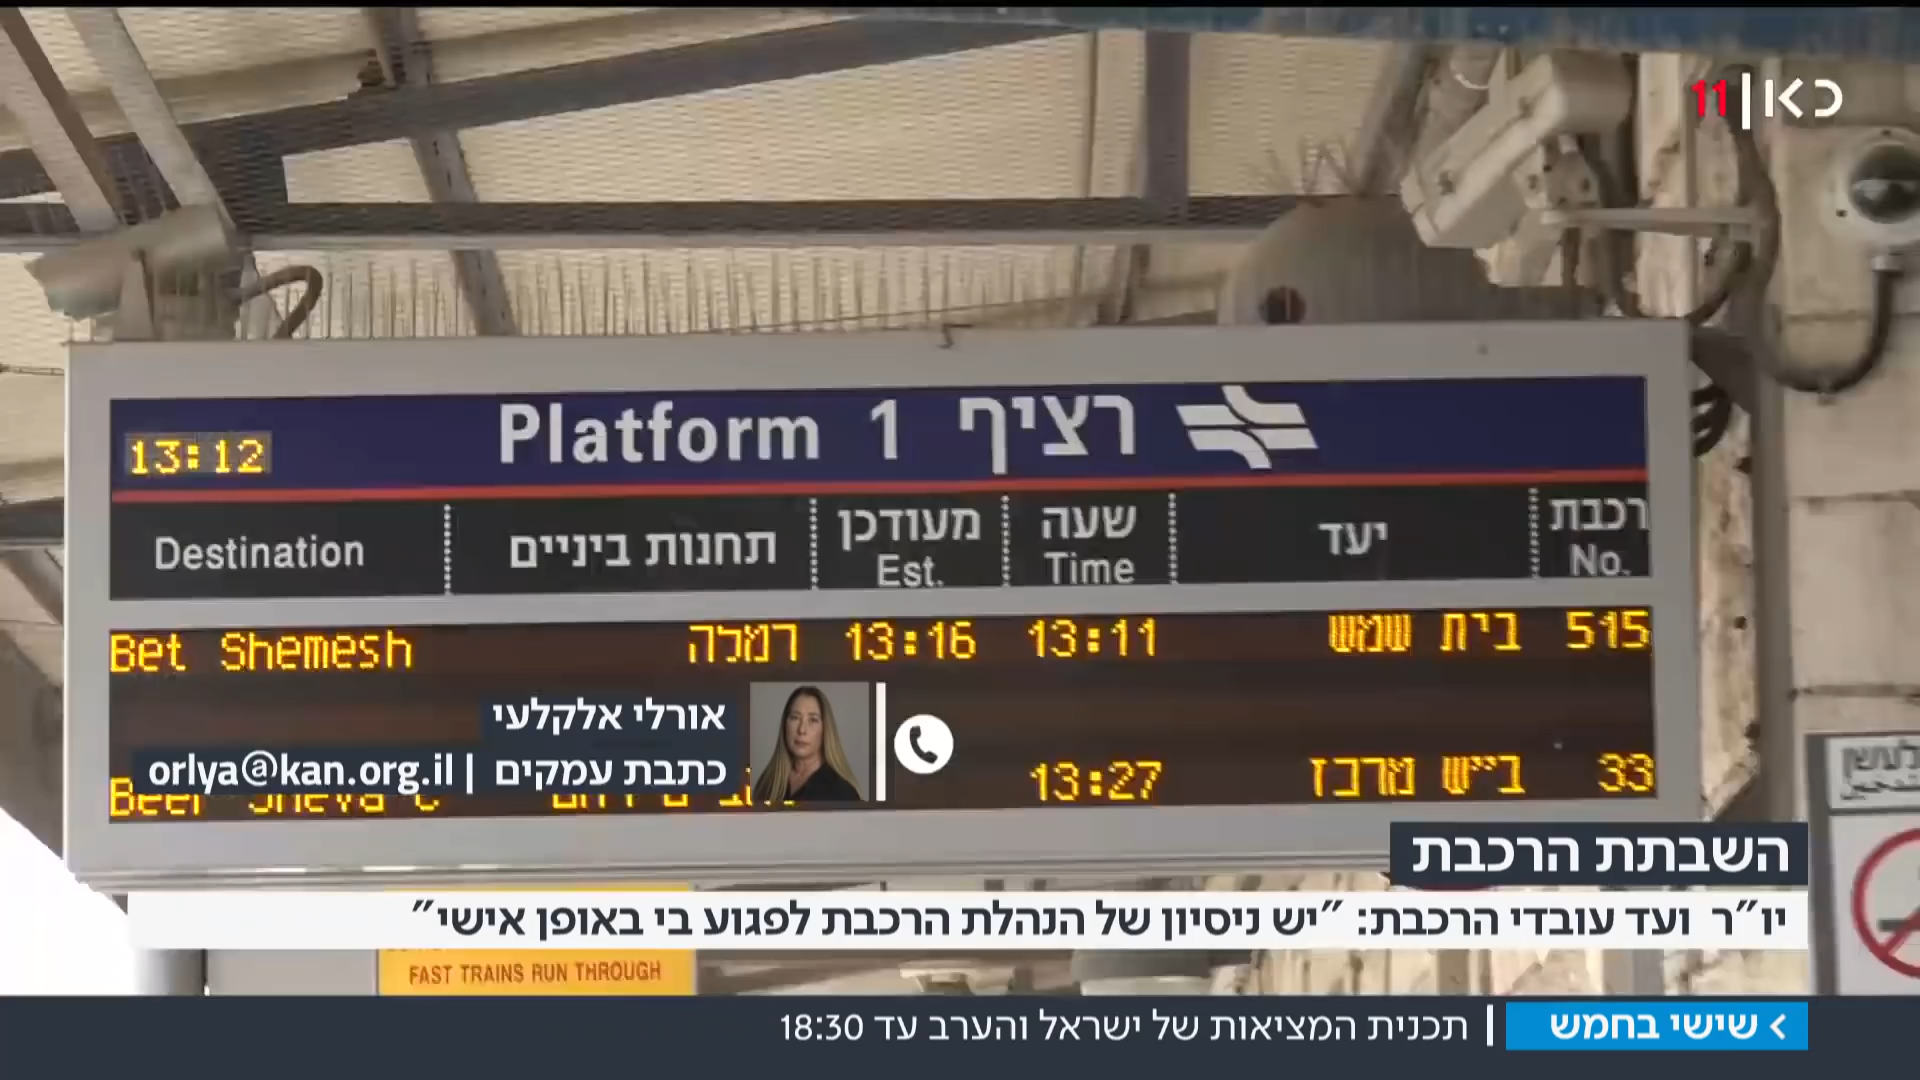 כאן|11
רציף 1 Platform
13:12
רכבת No.
יעד
שעה Time
מעודכן Est.
תחנות ביניים
Destination
515 בית שמש 13:11 13:16 רמלה Bet Shemesh
33 ב״ש מרכז 13:27
אורלי אלקלעי
כתבת עמקים | orlya@kan.org.il
השבתת הרכבת
יו״ר ועד עובדי הרכבת: ״יש ניסיון של הנהלת הרכבת לפגוע בי באופן אישי״
FAST TRAINS RUN THROUGH
שישי בחמש | תכנית המציאות של ישראל והערב עד 18:30